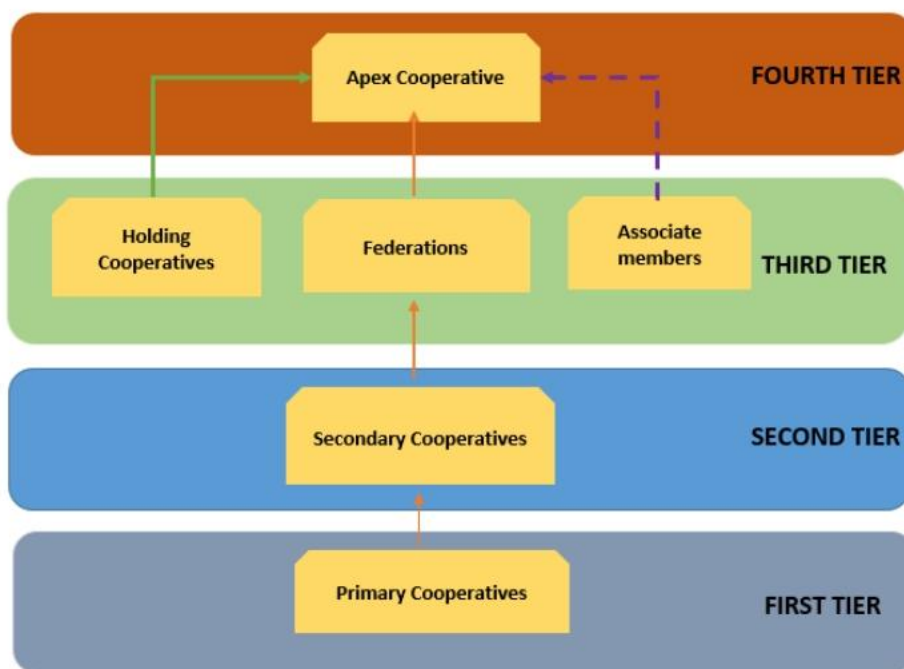 Apex Cooperative
FOURTH TIER
Holding
Cooperatives
Federations
Associate
members
THIRD TIER
Secondary Cooperatives
SECOND TIER
Primary Cooperatives
FIRST TIER